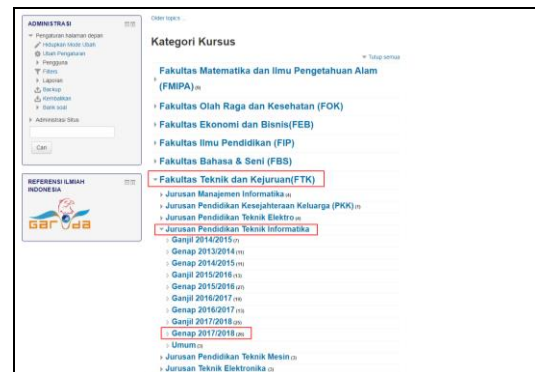 Older topics ...
ADMINISTRASI
Pengaturan halaman depan
Hidupkan Mode Ubah
Ubah Pengaturan
Pengguna
Filters
Laporan
Backup
Kembalikan
Bank soal
Administrasi Situs
Cari
REFERENSI ILMIAH
INDONESIA
GARUDA
Kategori Kursus
Tutup semua
Fakultas Matematika dan Ilmu Pengetahuan Alam
(FMIPA)
Fakultas Olah Raga dan Kesehatan (FOK)
Fakultas Ekonomi dan Bisnis(FEB)
Fakultas Ilmu Pendidikan (FIP)
Fakultas Bahasa & Seni (FBS)
Fakultas Teknik dan Kejuruan(FTK)
Jurusan Manajemen Informatika
Jurusan Pendidikan Kesejahteraan Keluarga (PKK)
Jurusan Pendidikan Teknik Elektro
Jurusan Pendidikan Teknik Informatika
Ganjil 2014/2015
Genap 2013/2014
Genap 2014/2015
Ganjil 2015/2016
Genap 2015/2016
Ganjil 2016/2017
Genap 2016/2017
Ganjil 2017/2018
Genap 2017/2018
Umum
Jurusan Pendidikan Teknik Mesin
Jurusan Teknik Elektronika